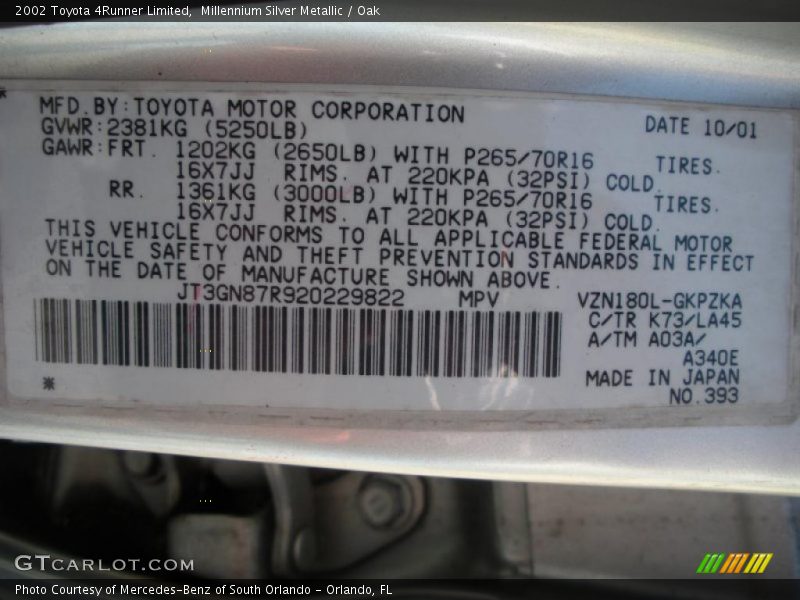 2002 Toyota 4Runner Limited, Millennium Silver Metallic / Oak
MFD.BY:TOYOTA MOTOR CORPORATION DATE 10/01
GVWR:2381KG (5250LB)
GAWR:FRT. 1202KG (2650LB) WITH P265/70R16 TIRES.
16X7JJ RIMS. AT 220KPA (32PSI) COLD.
RR. 1361KG (3000LB) WITH P265/70R16 TIRES.
16X7JJ RIMS. AT 220KPA (32PSI) COLD.
THIS VEHICLE CONFORMS TO ALL APPLICABLE FEDERAL MOTOR
VEHICLE SAFETY AND THEFT PREVENTION STANDARDS IN EFFECT
ON THE DATE OF MANUFACTURE SHOWN ABOVE.
JT3GN87R920229822 MPV VZN180L-GKPZKA
C/TR K73/LA45
A/TM A03A/
A340E
MADE IN JAPAN
NO.393
GTCARLOT.COM
Photo Courtesy of Mercedes-Benz of South Orlando - Orlando, FL